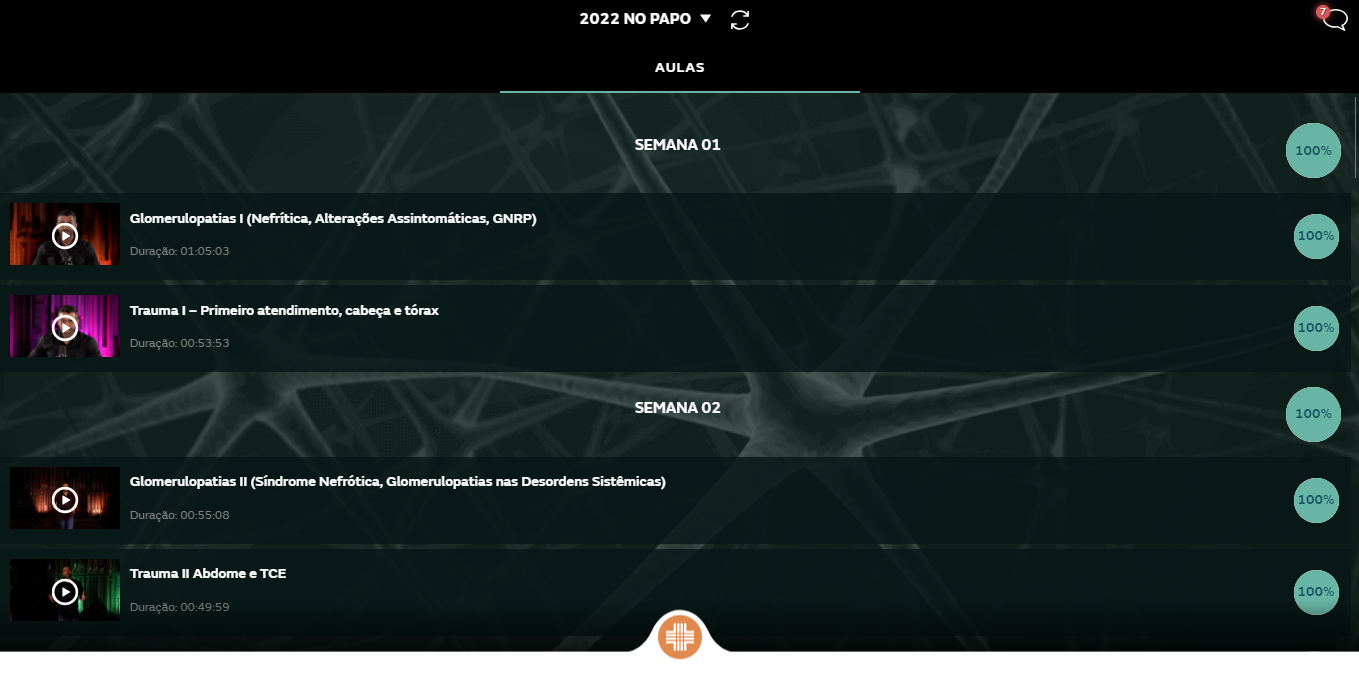 2022 NO PAPO
7
AULAS
SEMANA 01
100%
Glomerulopatias I (Nefrítica, Alterações Assintomáticas, GNRP)
Duração: 01:05:03
100%
Trauma I – Primeiro atendimento, cabeça e tórax
Duração: 00:53:53
100%
SEMANA 02
100%
Glomerulopatias II (Síndrome Nefrótica, Glomerulopatias nas Desordens Sistêmicas)
Duração: 00:55:08
100%
Trauma II Abdome e TCE
Duração: 00:49:59
100%